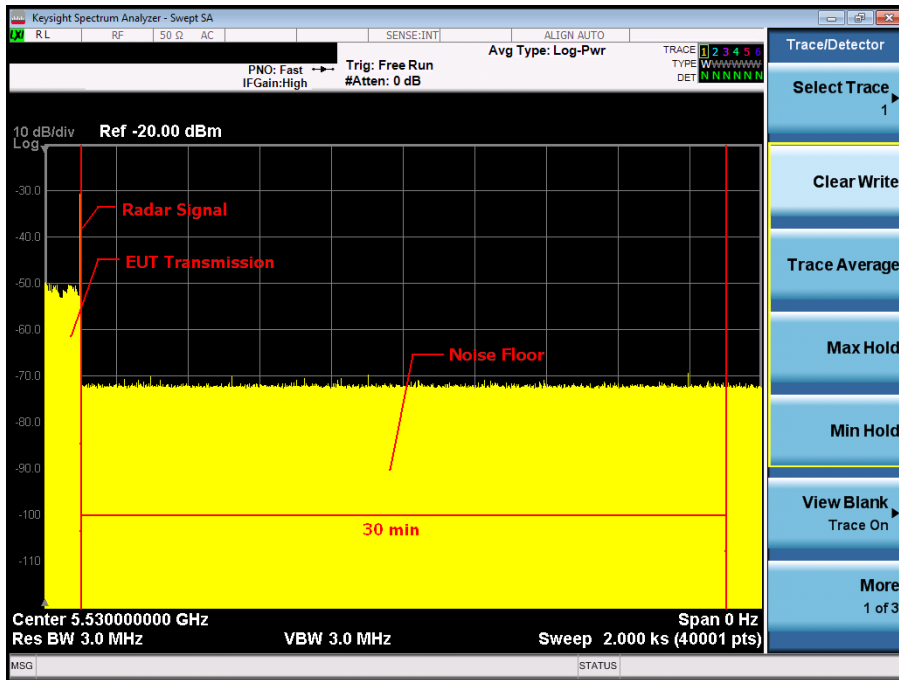 Keysight Spectrum Analyzer - Swept SA
LXI RL RF 50 Ω AC SENSE:INT ALIGN AUTO
Avg Type: Log-Pwr
TRACE 1 2 3 4 5 6
TYPE WWWWWWW
DET N N N N N N
PNO: Fast
IFGain:High
Trig: Free Run
#Atten: 0 dB
10 dB/div
Log
Ref -20.00 dBm
-30.0
-40.0
-50.0
-60.0
-70.0
-80.0
-90.0
-100
-110
Radar Signal
EUT Transmission
Noise Floor
30 min
Center 5.530000000 GHz
Span 0 Hz
Res BW 3.0 MHz
VBW 3.0 MHz
Sweep 2.000 ks (40001 pts)
MSG
STATUS
Trace/Detector
Select Trace
1
Clear Write
Trace Average
Max Hold
Min Hold
View Blank
Trace On
More
1 of 3